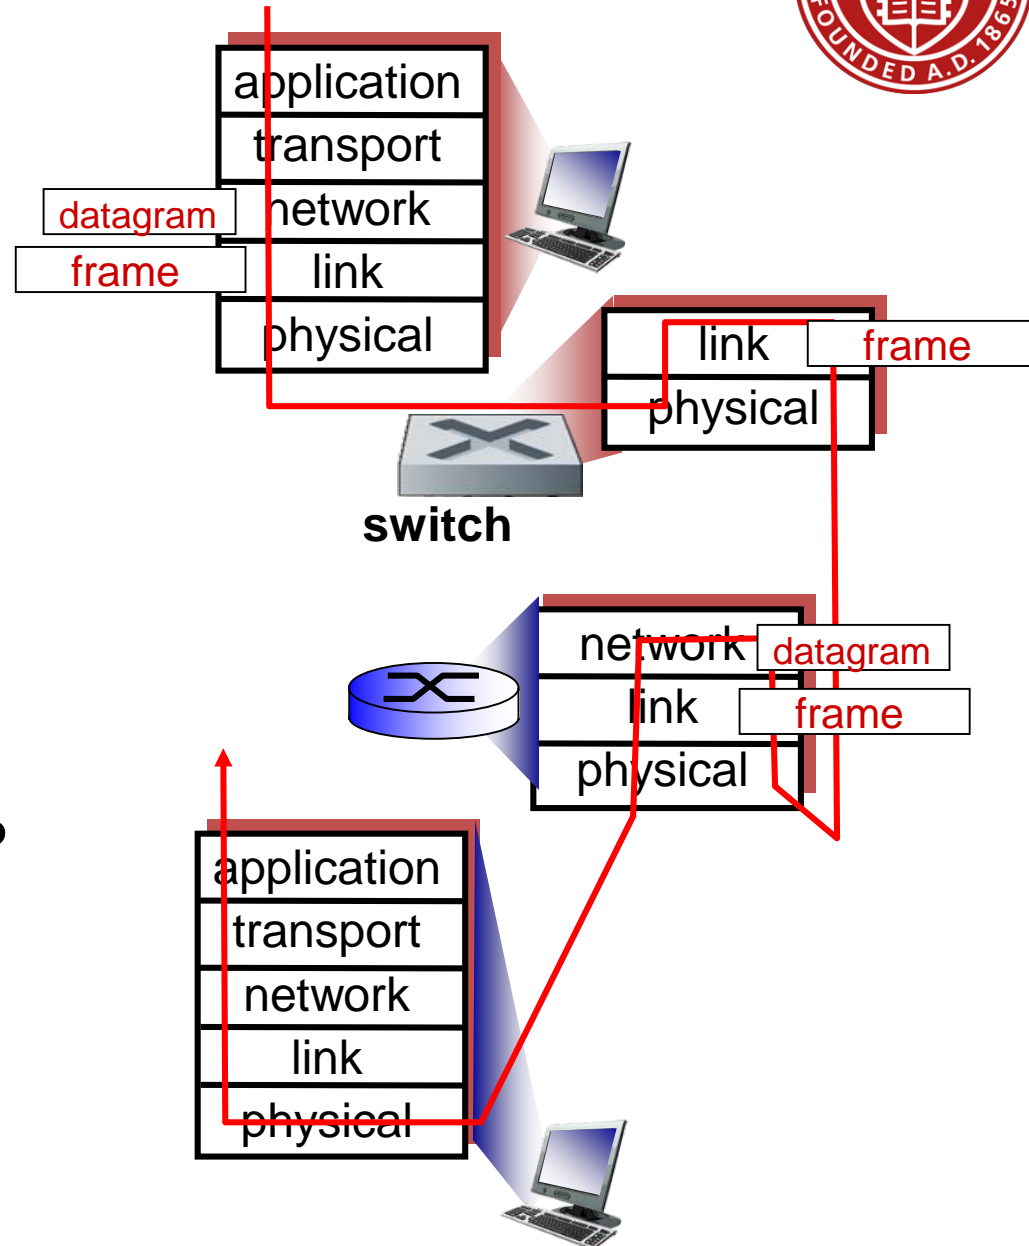 FOUNDED A.D. 1865
application
transport
datagram
network
frame
link
physical
link
frame
physical
switch
network
datagram
link
frame
physical
application
transport
network
link
physical